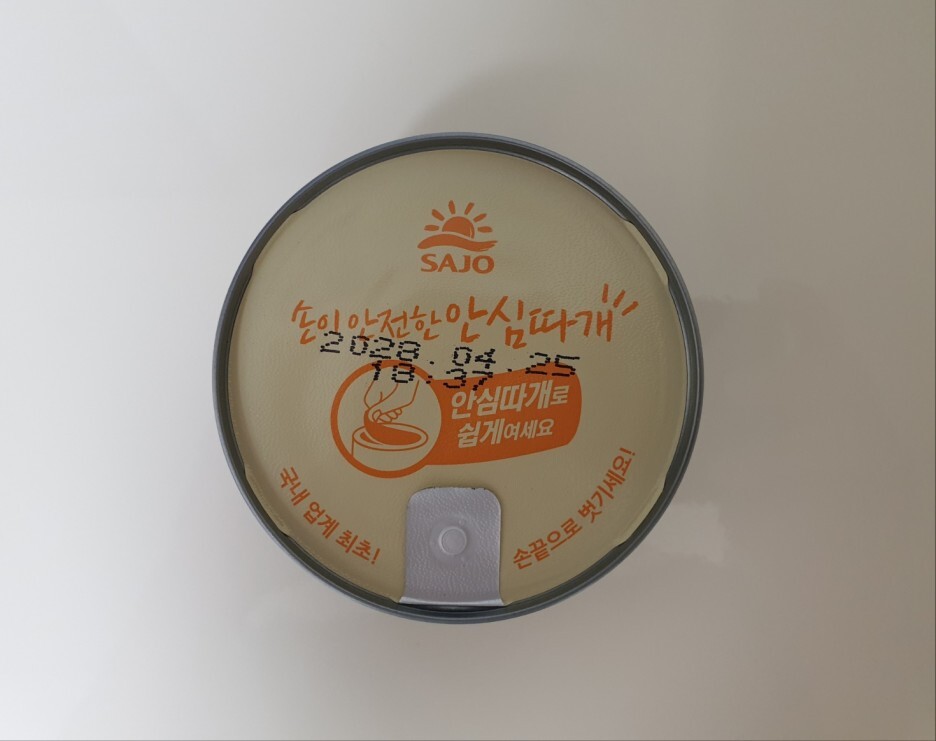 SAJO
손이 안전한 안심따개
2028.04.25
18:37
안심따개로
쉽게여세요
국내 업계 최초!
손끝으로 벗기세요!